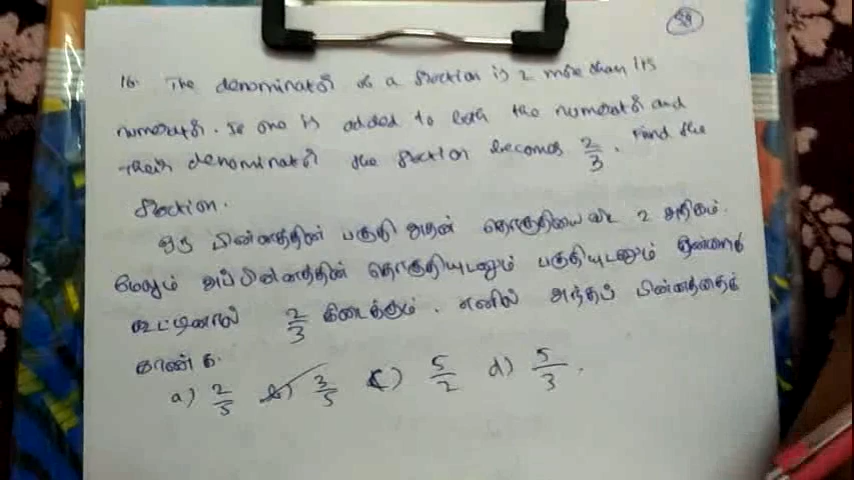 59
16. The denominator of a fraction is 2 more than its
numerator. If one is added to both the numerator and
their denominator the fraction becomes 2/3. Find the
fraction.
ஒரு பின்னத்தின் பகுதி அதன் தொகுதியை விட 2 அதிகம்.
மேலும் அப்பின்னத்தின் தொகுதியுடனும் பகுதியுடனும் ஒன்றைக்
கூட்டினால் 2/3 கிடைக்கும். எனில் அந்தப் பின்னத்தைக்
காண்க.
a) 2/5 b) 3/5 c) 5/2 d) 5/3.